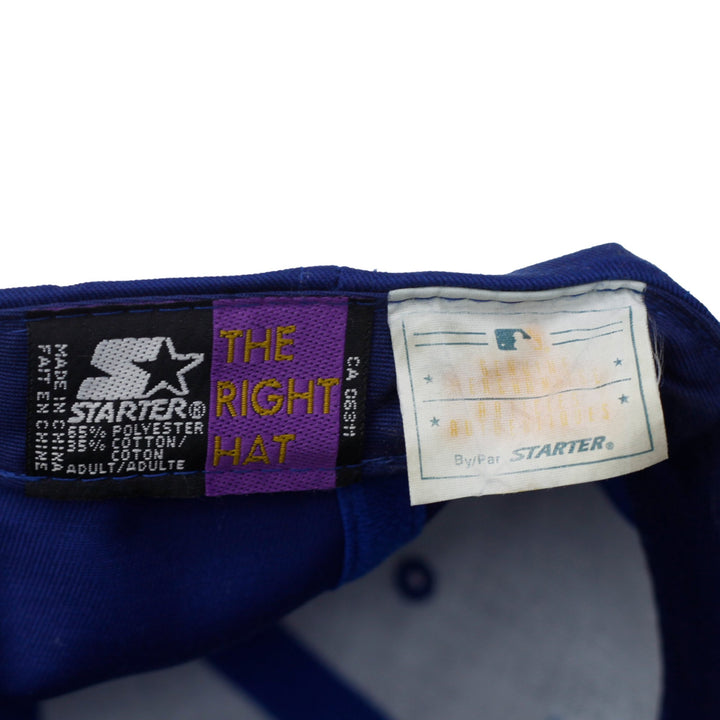 MADE IN CHINA
FAIT EN CHINE
STARTER®
65% POLYESTER
35% COTTON/
COTON
ADULT/ADULTE
THE
RIGHT
HAT
CA 06311
By/Par STARTER®